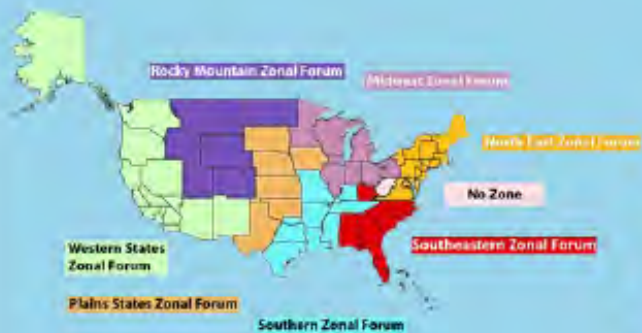 Rocky Mountain Zonal Forum
Midwest Zonal Forum
North East Zonal Forum
No Zone
Southeastern Zonal Forum
Western States
Zonal Forum
Plains States Zonal Forum
Southern Zonal Forum